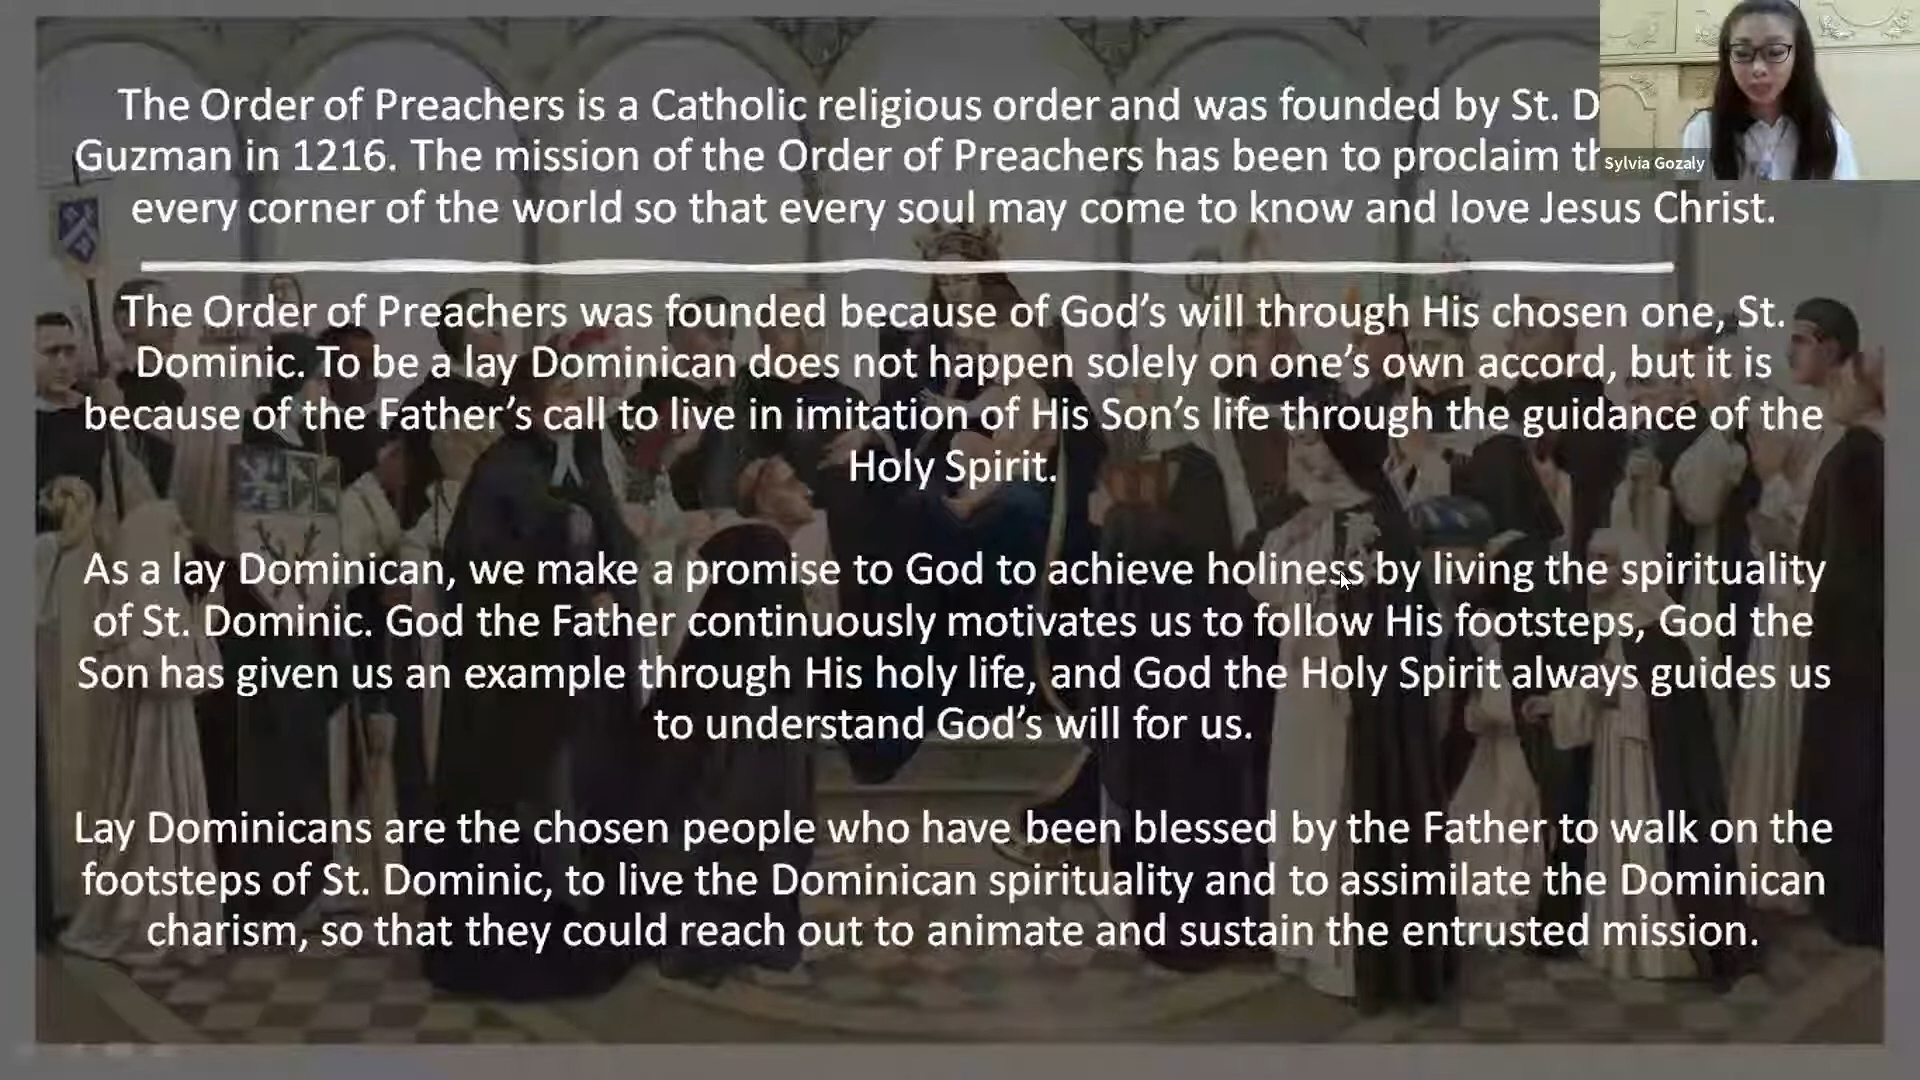 The Order of Preachers is a Catholic religious order and was founded by St.
Guzman in 1216. The mission of the Order of Preachers has been to proclaim
every corner of the world so that every soul may come to know and love Jesus Christ.
The Order of Preachers was founded because of God's will through His chosen one, St.
Dominic. To be a lay Dominican does not happen solely on one's own accord, but it is
because of the Father's call to live in imitation of His Son's life through the guidance of the
Holy Spirit.
As a lay Dominican, we make a promise to God to achieve holiness by living the spirituality
of St. Dominic. God the Father continuously motivates us to follow His footsteps, God the
Son has given us an example through His holy life, and God the Holy Spirit always guides us
to understand God's will for us.
Lay Dominicans are the chosen people who have been blessed by the Father to walk on the
footsteps of St. Dominic, to live the Dominican spirituality and to assimilate the Dominican
charism, so that they could reach out to animate and sustain the entrusted mission.
Sylvia Gozaly